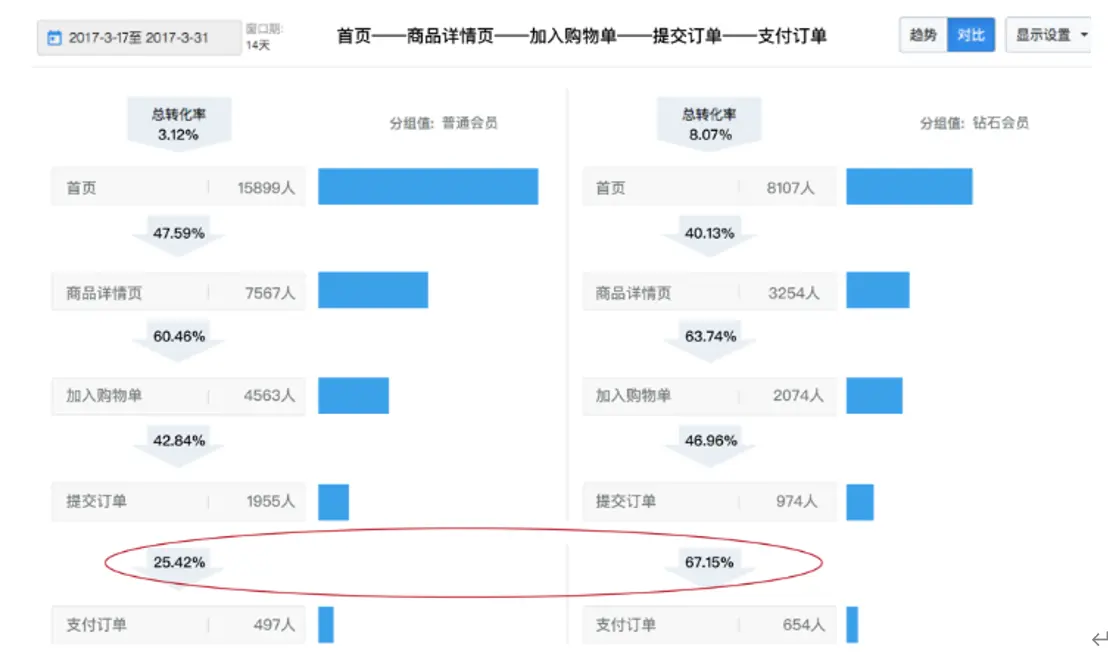 2017-3-17至 2017-3-31
窗口期:
14天
首页——商品详情页——加入购物单——提交订单——支付订单
趋势 对比 显示设置
总转化率
3.12%
分组值: 普通会员
首页 15899人
47.59%
商品详情页 7567人
60.46%
加入购物单 4563人
42.84%
提交订单 1955人
25.42%
支付订单 497人
总转化率
8.07%
分组值: 钻石会员
首页 8107人
40.13%
商品详情页 3254人
63.74%
加入购物单 2074人
46.96%
提交订单 974人
67.15%
支付订单 654人